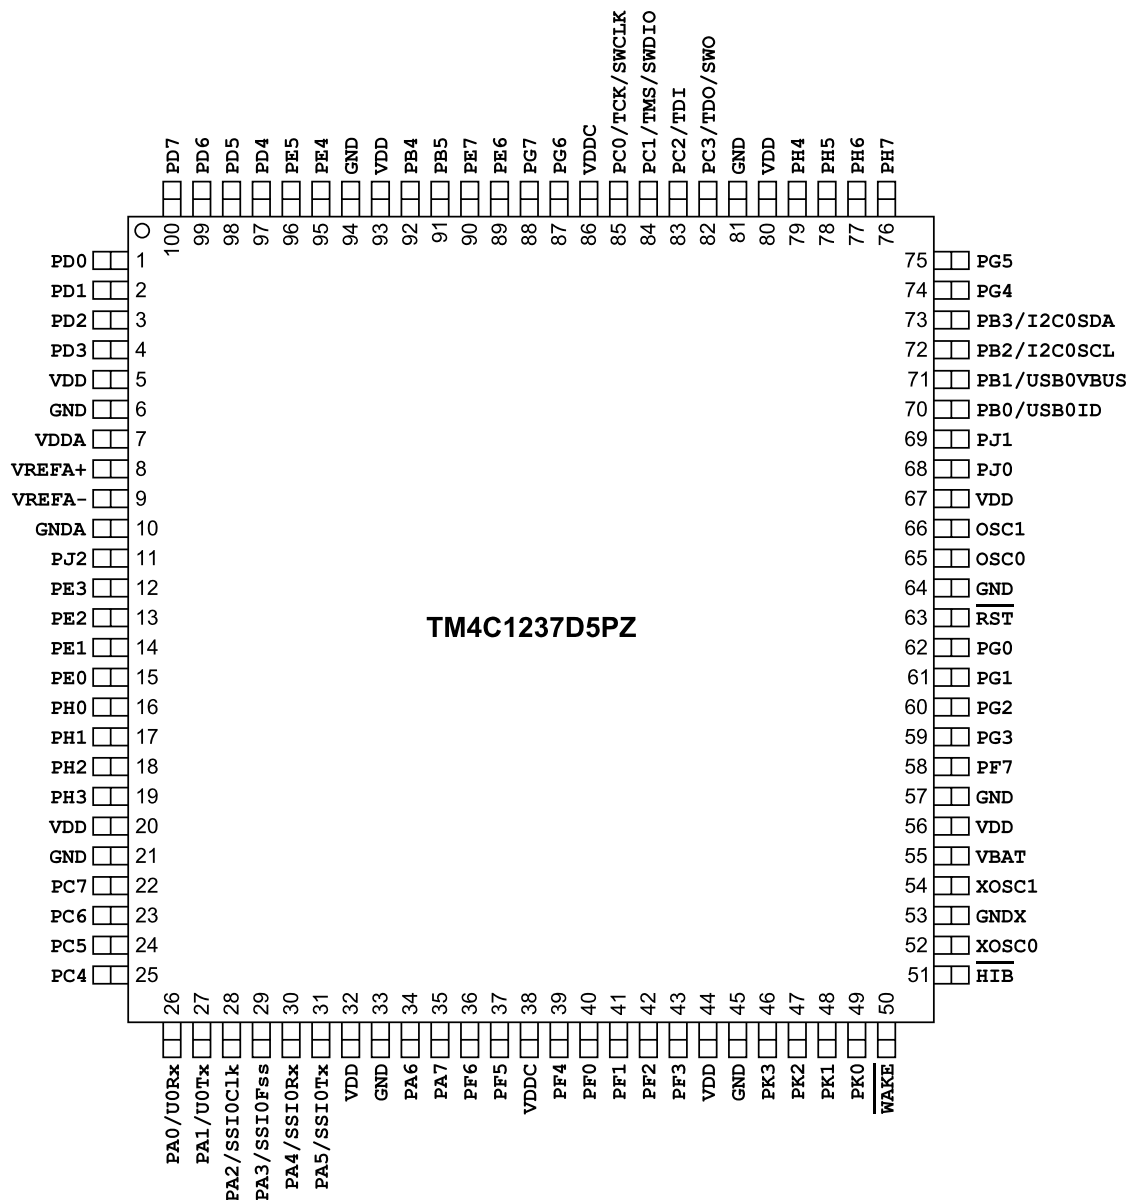 PD7
PD6
PD5
PD4
PE5
PE4
GND
VDD
PB4
PB5
PE7
PE6
PG7
PG6
VDDC
PC0/TCK/SWCLK
PC1/TMS/SWDIO
PC2/TDI
PC3/TDO/SWO
GND
VDD
PH4
PH5
PH6
PH7
100
99
98
97
96
95
94
93
92
91
90
89
88
87
86
85
84
83
82
81
80
79
78
77
76
PD0 1
PD1 2
PD2 3
PD3 4
VDD 5
GND 6
VDDA 7
VREFA+ 8
VREFA- 9
GNDA 10
PJ2 11
PE3 12
PE2 13
PE1 14
PE0 15
PH0 16
PH1 17
PH2 18
PH3 19
VDD 20
GND 21
PC7 22
PC6 23
PC5 24
PC4 25
TM4C1237D5PZ
75 PG5
74 PG4
73 PB3/I2C0SDA
72 PB2/I2C0SCL
71 PB1/USB0VBUS
70 PB0/USB0ID
69 PJ1
68 PJ0
67 VDD
66 OSC1
65 OSC0
64 GND
63 RST
62 PG0
61 PG1
60 PG2
59 PG3
58 PF7
57 GND
56 VDD
55 VBAT
54 XOSC1
53 GNDX
52 XOSC0
51 HIB
26
27
28
29
30
31
32
33
34
35
36
37
38
39
40
41
42
43
44
45
46
47
48
49
50
PA0/U0Rx
PA1/U0Tx
PA2/SSI0Clk
PA3/SSI0Fss
PA4/SSI0Rx
PA5/SSI0Tx
VDD
GND
PA6
PA7
PF6
PF5
VDDC
PF4
PF0
PF1
PF2
PF3
VDD
GND
PK3
PK2
PK1
PK0
WAKE